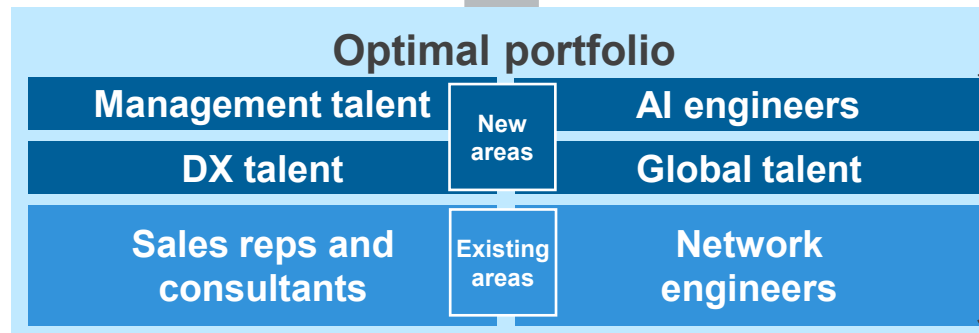 Optimal portfolio
Management talent
New
areas
AI engineers
DX talent
Global talent
Sales reps and
consultants
Existing
areas
Network
engineers